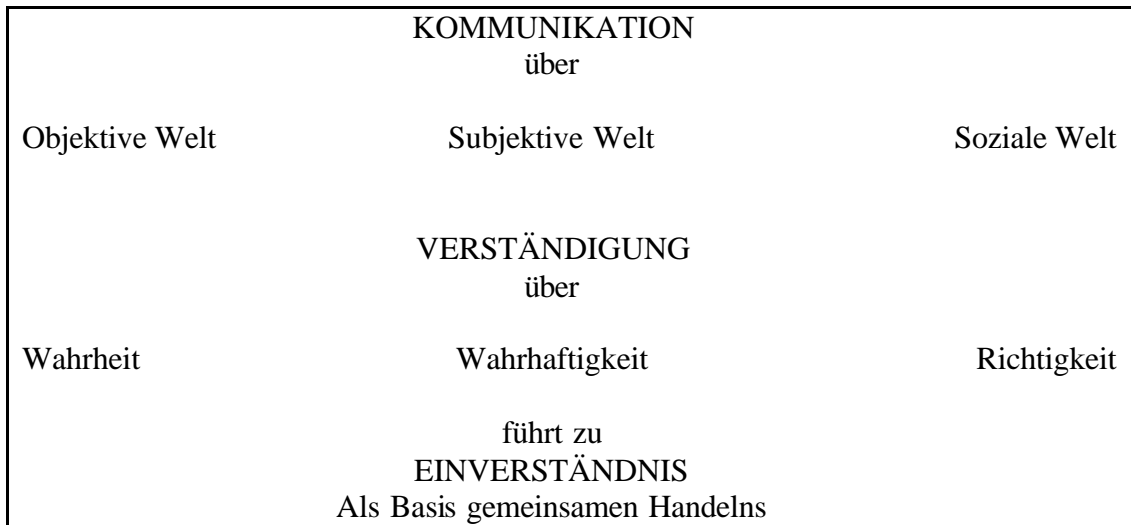 KOMMUNIKATION
über
Objektive Welt Subjektive Welt Soziale Welt
VERSTÄNDIGUNG
über
Wahrheit Wahrhaftigkeit Richtigkeit
führt zu
EINVERSTÄNDNIS
Als Basis gemeinsamen Handelns